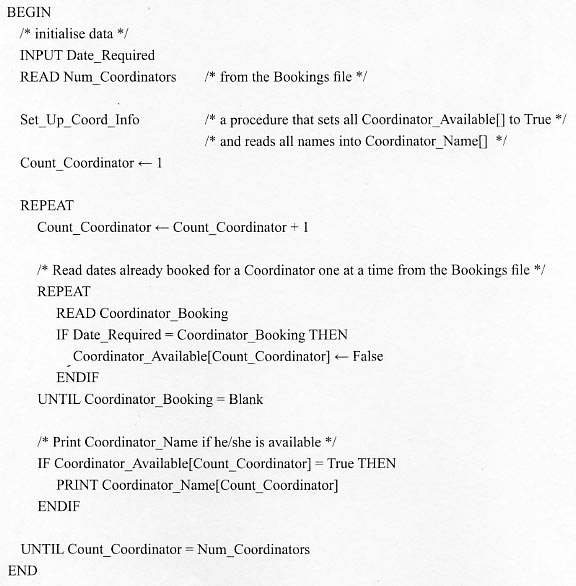 BEGIN
/* initialise data */
INPUT Date_Required
READ Num_Coordinators /* from the Bookings file */
Set_Up_Coord_Info /* a procedure that sets all Coordinator_Available[] to True */
/* and reads all names into Coordinator_Name[] */
Count_Coordinator ← 1
REPEAT
Count_Coordinator ← Count_Coordinator + 1
/* Read dates already booked for a Coordinator one at a time from the Bookings file */
REPEAT
READ Coordinator_Booking
IF Date_Required = Coordinator_Booking THEN
Coordinator_Available[Count_Coordinator] ← False
ENDIF
UNTIL Coordinator_Booking = Blank
/* Print Coordinator_Name if he/she is available */
IF Coordinator_Available[Count_Coordinator] = True THEN
PRINT Coordinator_Name[Count_Coordinator]
ENDIF
UNTIL Count_Coordinator = Num_Coordinators
END